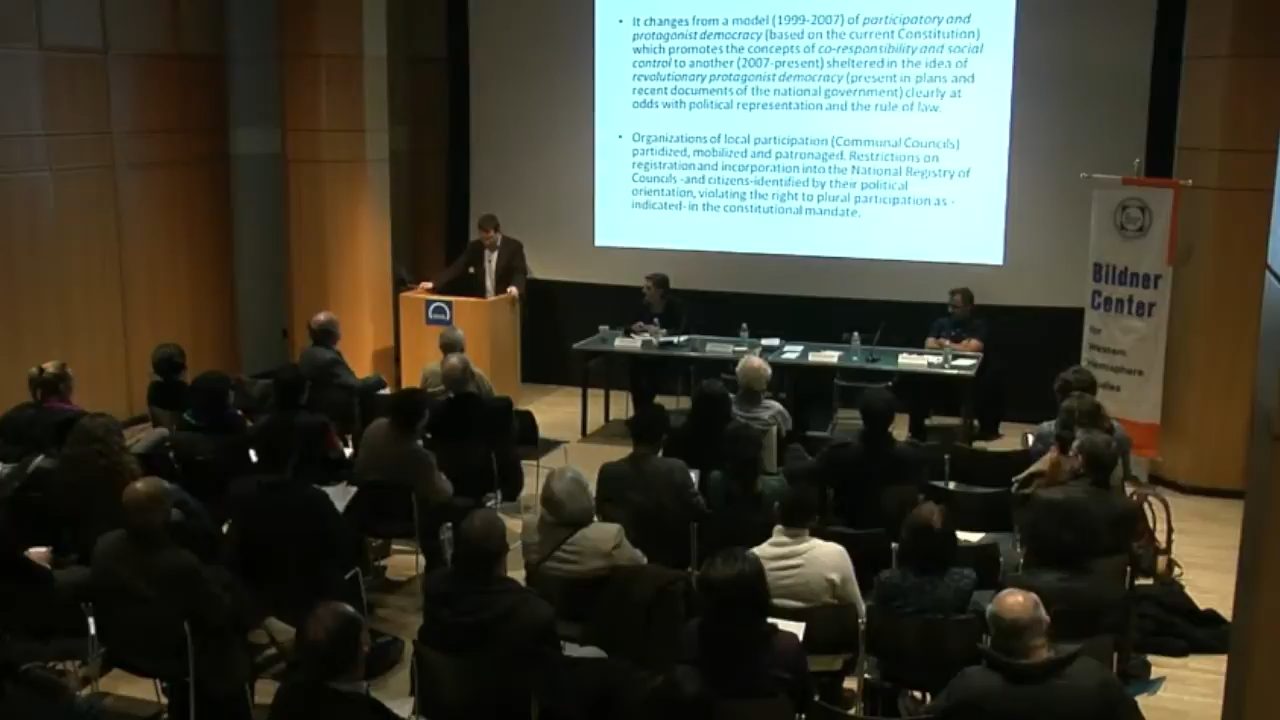 • It changes from a model (1999-2007) of participatory and
protagonist democracy (based on the current Constitution)
which promotes the concepts of co-responsibility and social
control to another (2007-present) sheltered in the idea of
revolutionary protagonist democracy (present in plans and
recent documents of the national government) clearly at
odds with political representation and the rule of law.
• Organizations of local participation (Communal Councils)
partidized, mobilized and patronaged. Restrictions on
registration and incorporation into the National Registry of
Councils -and citizens-identified by their political
orientation, violating the right to plural participation as -
indicated- in the constitutional mandate.
Bildner
Center
for
Western
Hemisphere